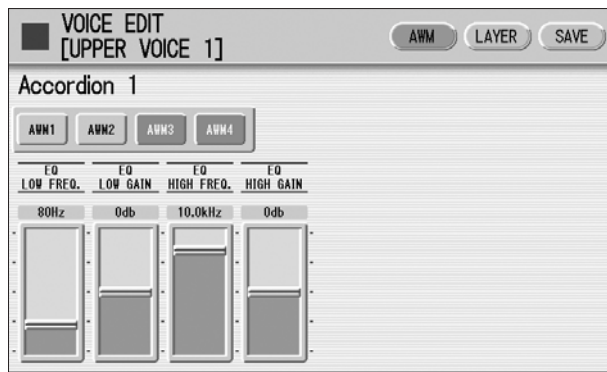 VOICE EDIT
[UPPER VOICE 1]
AWM LAYER SAVE
Accordion 1
AWM1 AWM2 AWM3 AWM4
EQ EQ EQ EQ
LOW FREQ. LOW GAIN HIGH FREQ. HIGH GAIN
80Hz 0db 10.0kHz 0db